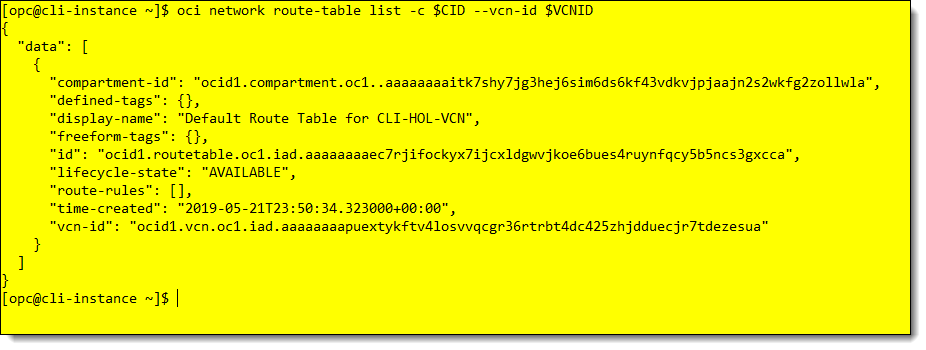 [opc@cli-instance ~]$ oci network route-table list -c $CID --vcn-id $VCNID
{
  "data": [
    {
      "compartment-id": "ocid1.compartment.oc1..aaaaaaaaitk7shy7jg3hej6sim6ds6kf43vdkvjpjaajn2s2wkfg2zollwla",
      "defined-tags": {},
      "display-name": "Default Route Table for CLI-HOL-VCN",
      "freeform-tags": {},
      "id": "ocid1.routetable.oc1.iad.aaaaaaaaec7rjifockyx7ijcxldgwvjkoe6bues4ruynfqcy5b5ncs3gxcca",
      "lifecycle-state": "AVAILABLE",
      "route-rules": [],
      "time-created": "2019-05-21T23:50:34.323000+00:00",
      "vcn-id": "ocid1.vcn.oc1.iad.aaaaaaaapuextykftv4losvvqcgr36rtrbt4dc425zhjdduecjr7tdezesua"
    }
  ]
}
[opc@cli-instance ~]$